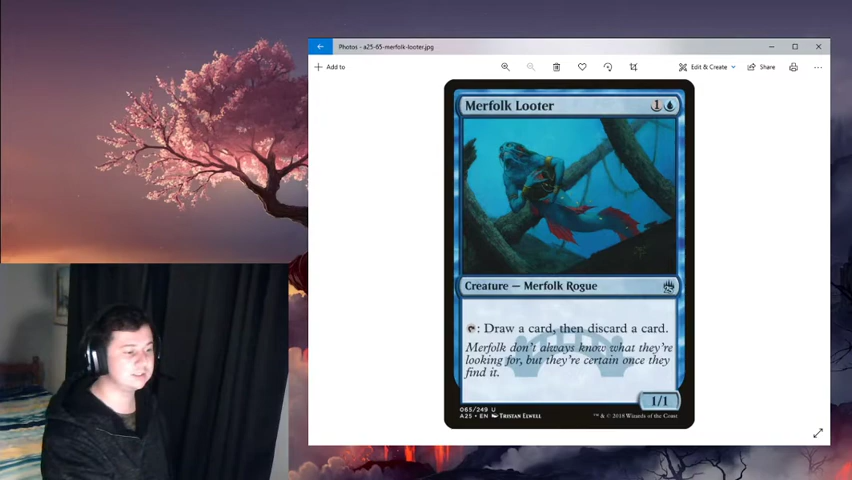 Photos - a25-65-merfolk-looter.jpg
Add to
Edit & Create
Share
Merfolk Looter
1
Creature — Merfolk Rogue
: Draw a card, then discard a card.
Merfolk don't always know what they're
looking for, but they're certain once they
find it.
1/1
065/249 U
A25 • EN Tristan Elwell
™ & © 2018 Wizards of the Coast